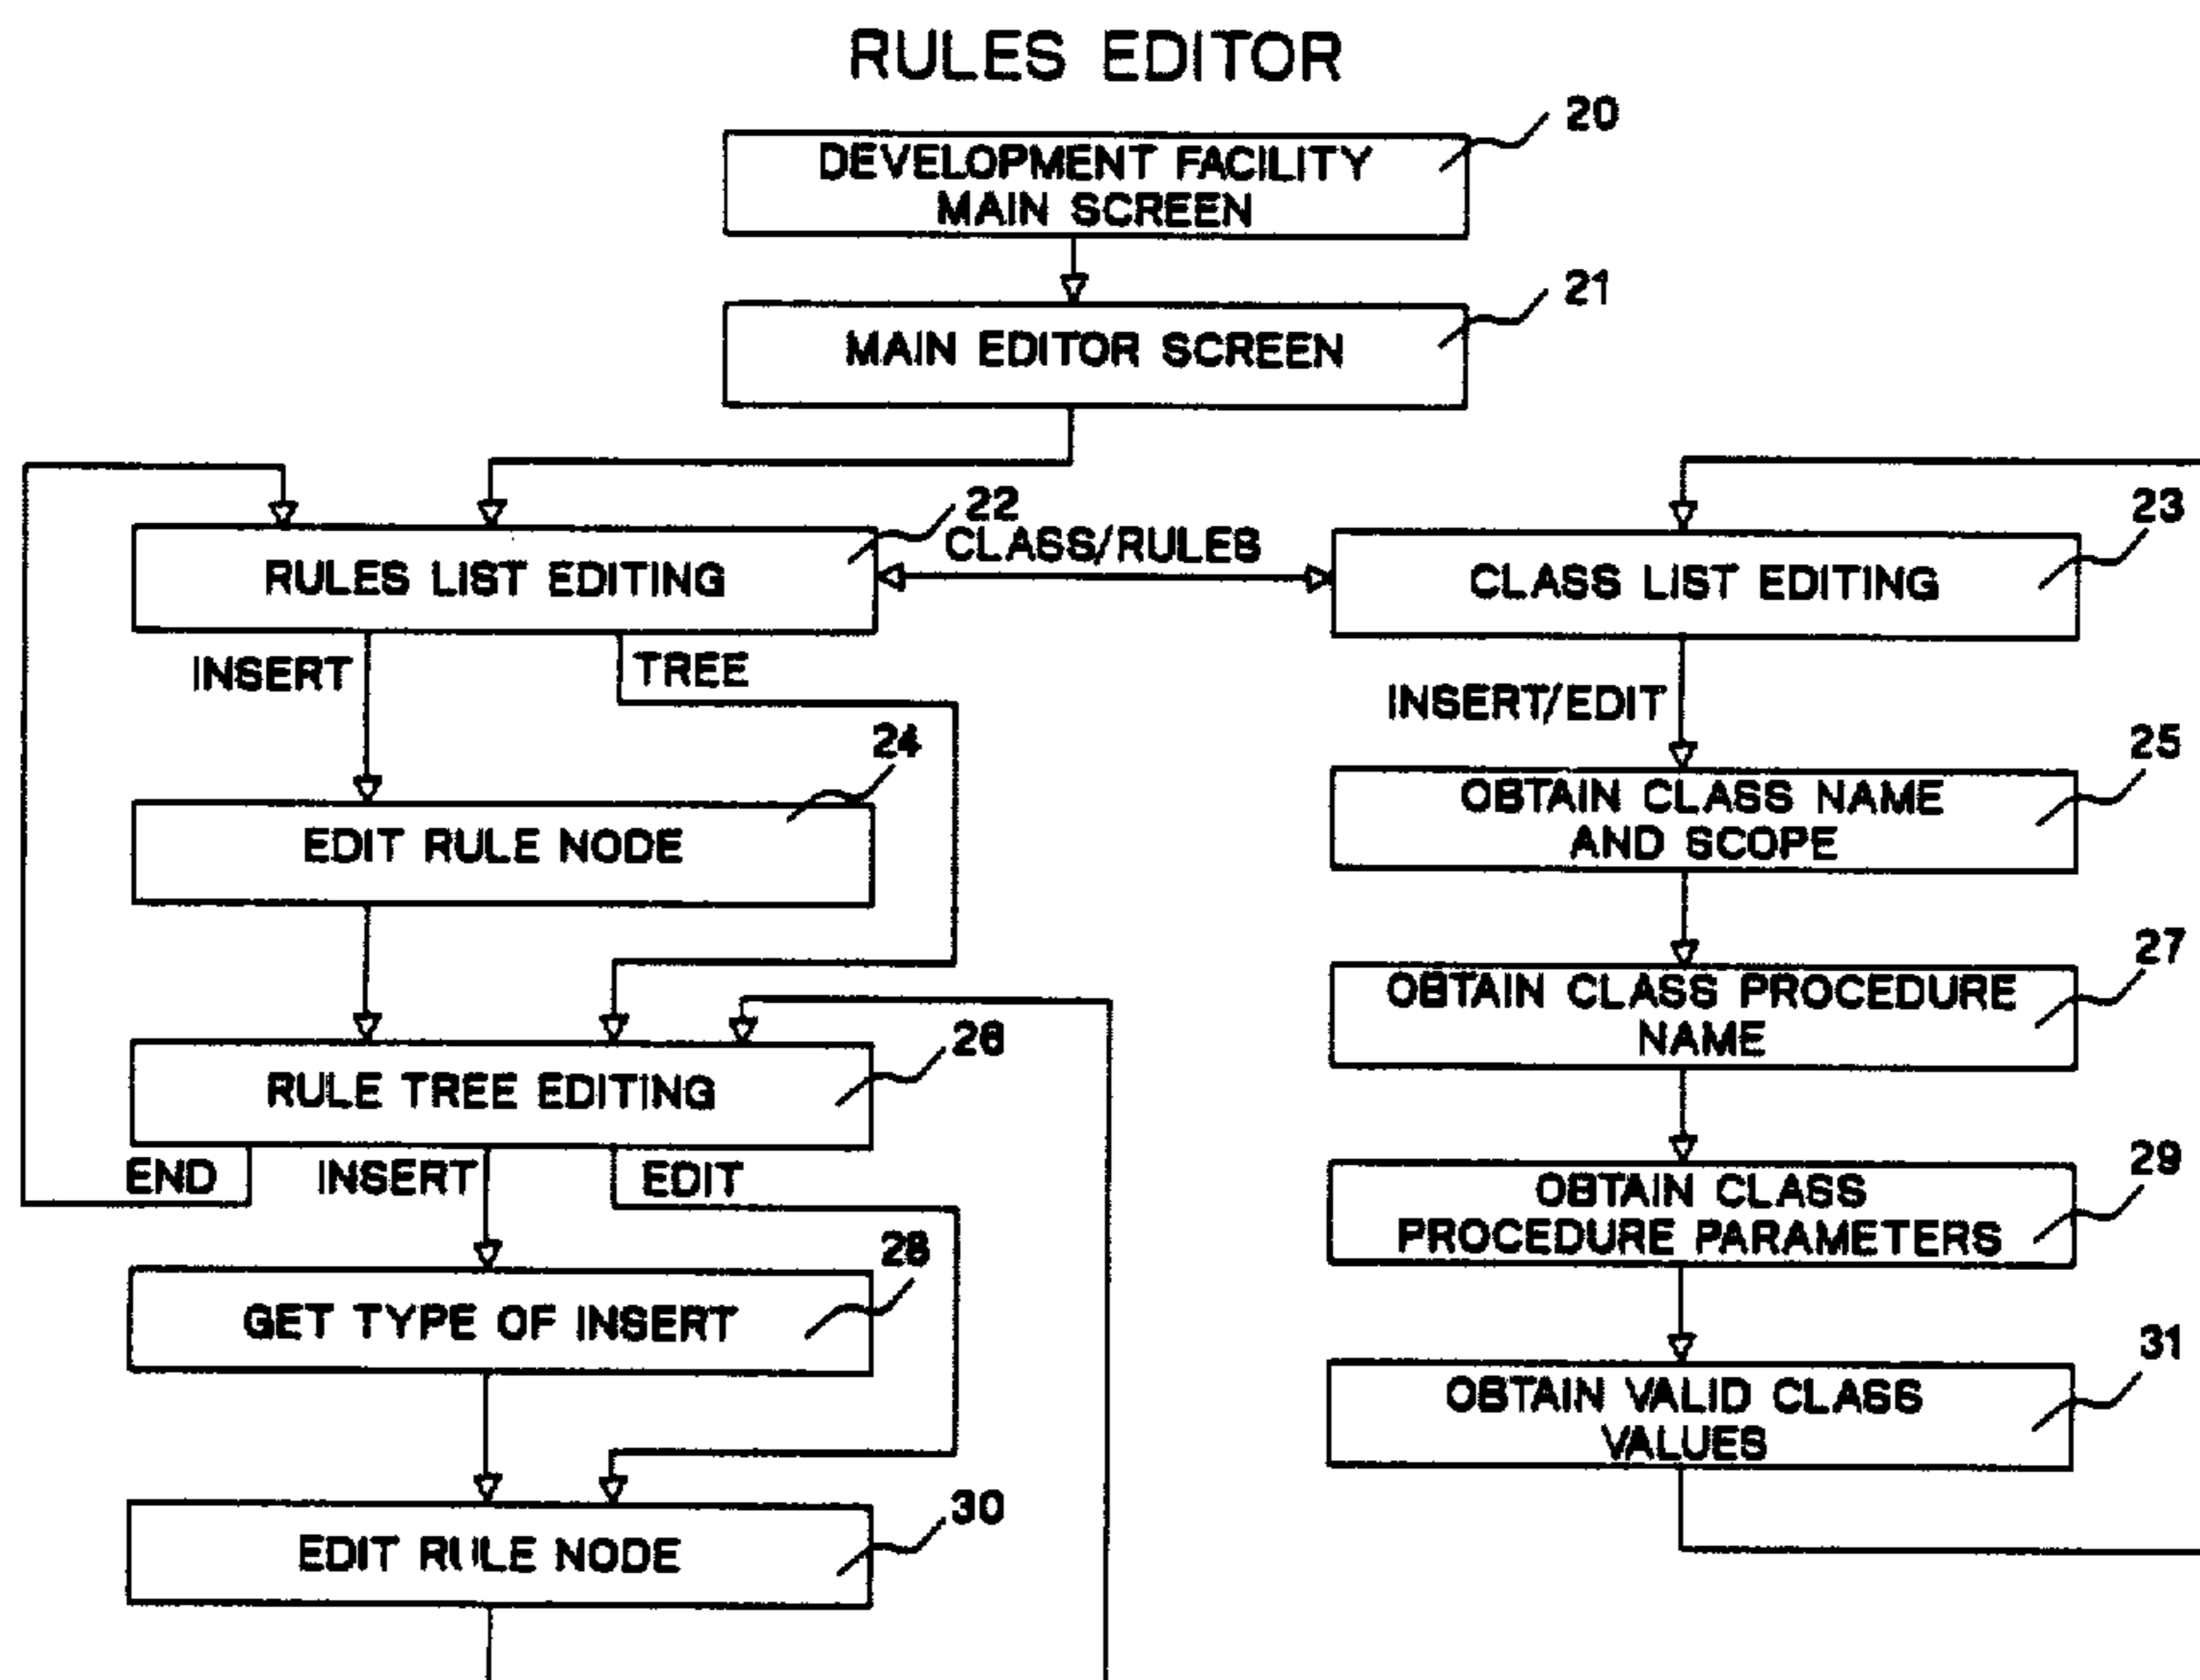 RULES EDITOR
20
DEVELOPMENT FACILITY
MAIN SCREEN
21
MAIN EDITOR SCREEN
22
CLASS/RULES
23
RULES LIST EDITING
CLASS LIST EDITING
INSERT
TREE
INSERT/EDIT
24
25
EDIT RULE NODE
OBTAIN CLASS NAME
AND SCOPE
27
OBTAIN CLASS PROCEDURE
NAME
26
RULE TREE EDITING
END
INSERT
EDIT
29
OBTAIN CLASS
PROCEDURE PARAMETERS
28
GET TYPE OF INSERT
31
OBTAIN VALID CLASS
VALUES
30
EDIT RULE NODE